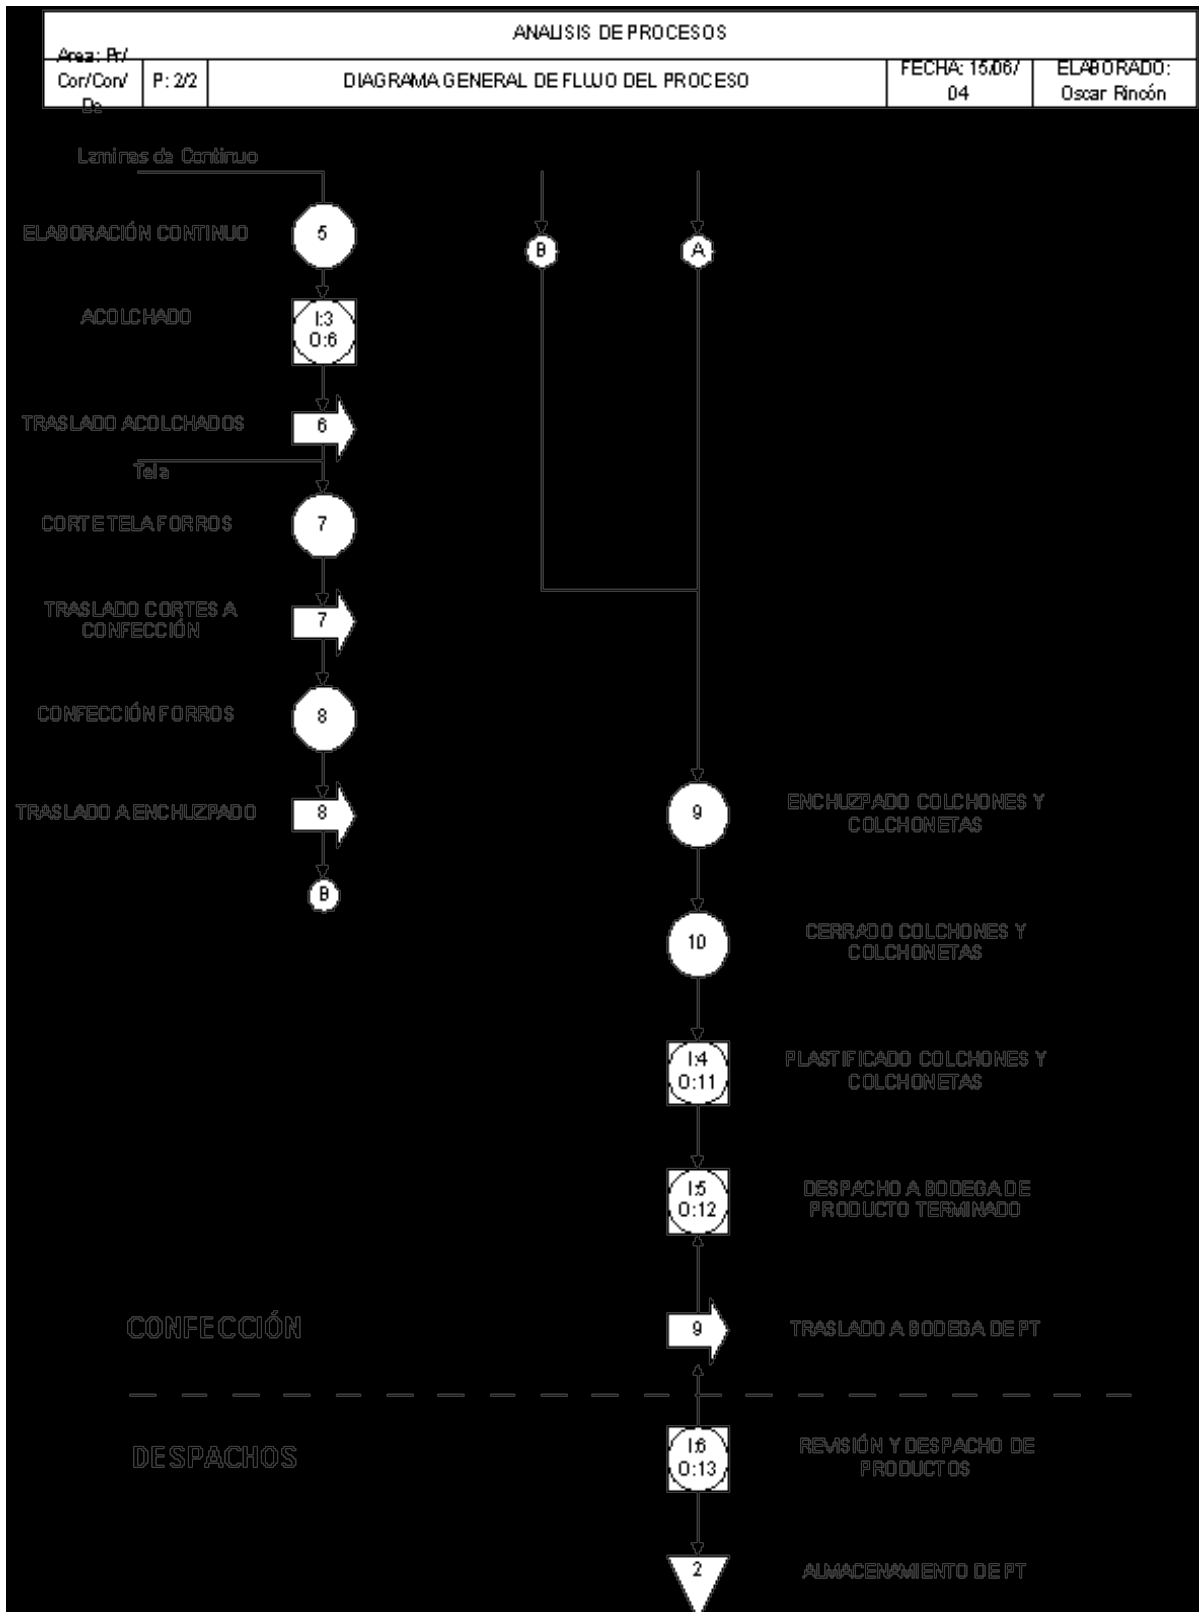 ANALISIS DE PROCESOS
Area: Pr/
Cor/Con/
De
P: 2/2
DIAGRAMA GENERAL DE FLUJO DEL PROCESO
FECHA: 15/06/
04
ELABORADO:
Oscar Rincón
Laminas de Continuo
ELABORACIÓN CONTINUO
5
B
A
ACOLCHADO
I:3
O:6
TRASLADO ACOLCHADOS
6
Tela
CORTE TELA FORROS
7
TRASLADO CORTES A
CONFECCIÓN
7
CONFECCIÓN FORROS
8
TRASLADO A ENCHUZPADO
8
B
9
ENCHUZPADO COLCHONES Y
COLCHONETAS
10
CERRADO COLCHONES Y
COLCHONETAS
I:4
O:11
PLASTIFICADO COLCHONES Y
COLCHONETAS
I:5
O:12
DESPACHO A BODEGA DE
PRODUCTO TERMINADO
CONFECCIÓN
9
TRASLADO A BODEGA DE PT
DESPACHOS
I:6
O:13
REVISIÓN Y DESPACHO DE
PRODUCTOS
2
ALMACENAMIENTO DE PT